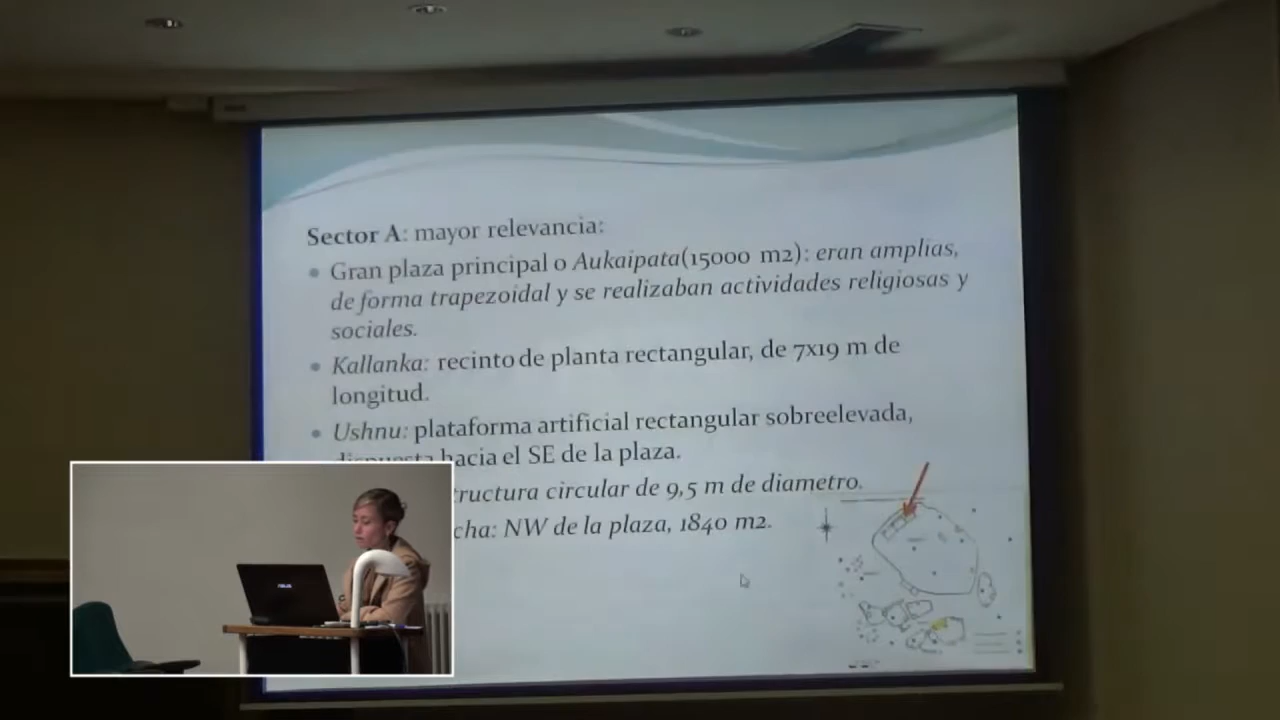 Sector A: mayor relevancia:
Gran plaza principal o Aukaipata(15000 m2): eran amplias,
de forma trapezoidal y se realizaban actividades religiosas y
sociales.
Kallanka: recinto de planta rectangular, de 7x19 m de
longitud.
Ushnu: plataforma artificial rectangular sobreelevada,
hacia el SE de la plaza.
tructura circular de 9,5 m de diametro.
cha: NW de la plaza, 1840 m2.
ASUS